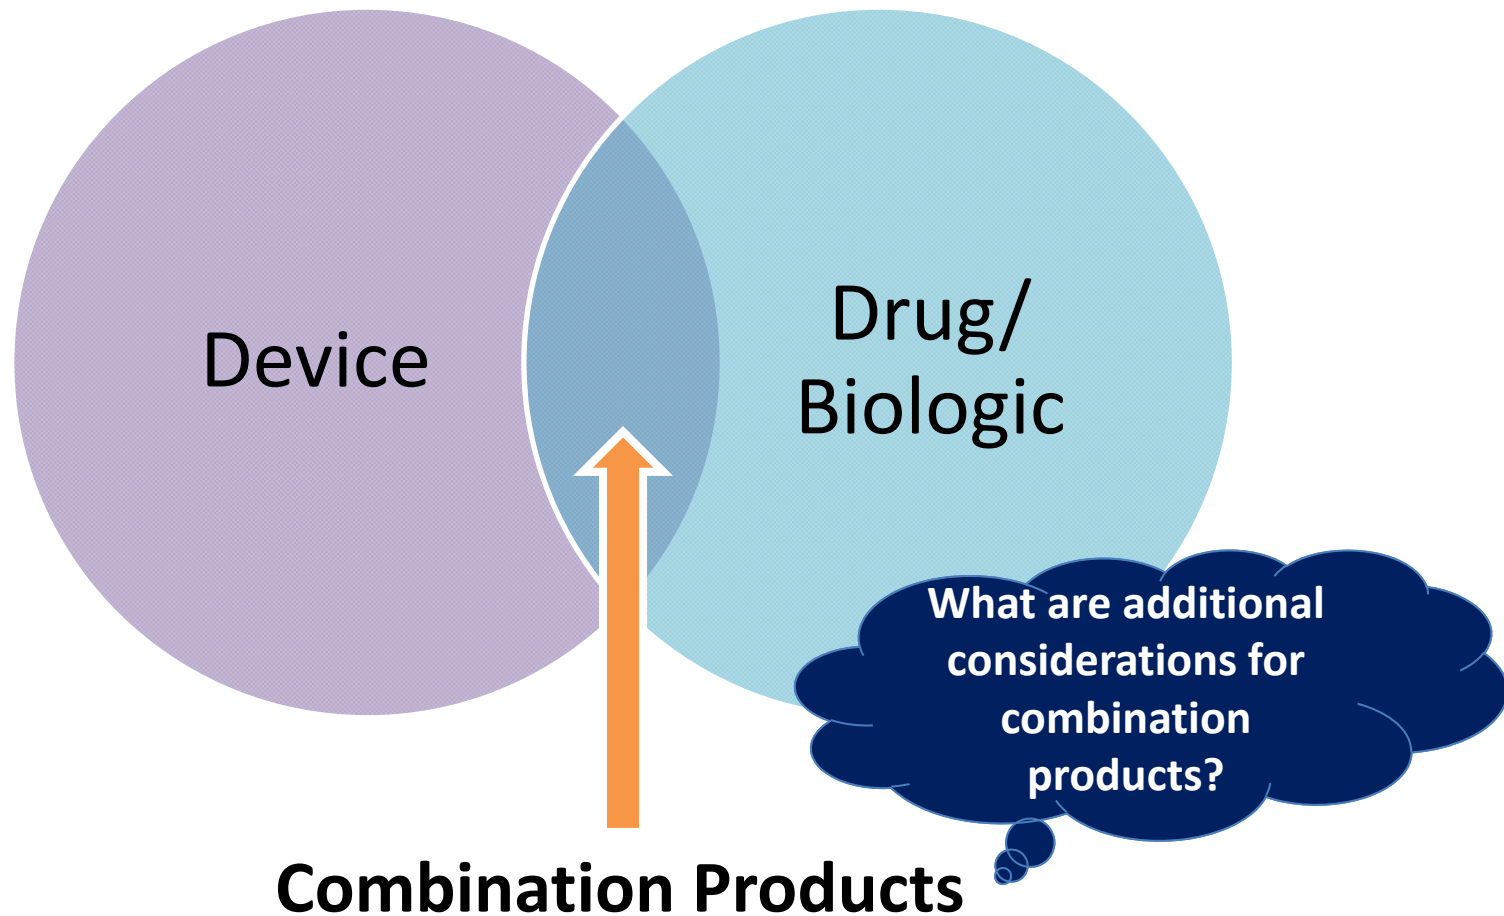 Device
Drug/
Biologic
What are additional
considerations for
combination
products?
Combination Products